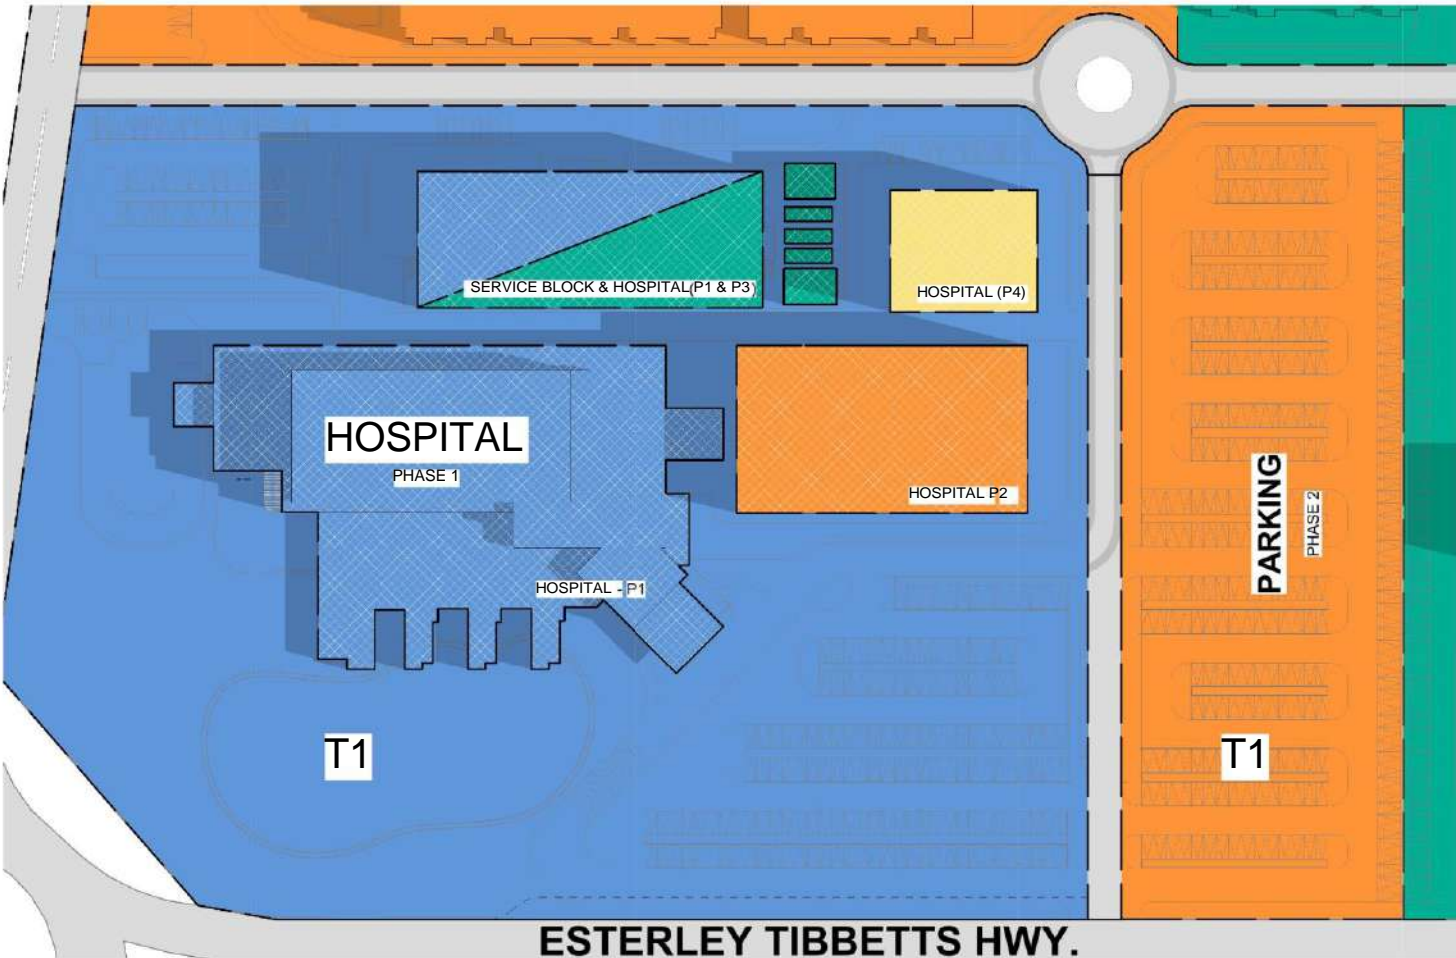 SERVICE BLOCK & HOSPITAL(P1 & P3)
HOSPITAL (P4)
HOSPITAL
PHASE 1
HOSPITAL P2
HOSPITAL - P1
PARKING
PHASE 2
T1
T1
ESTERLEY TIBBETTS HWY.